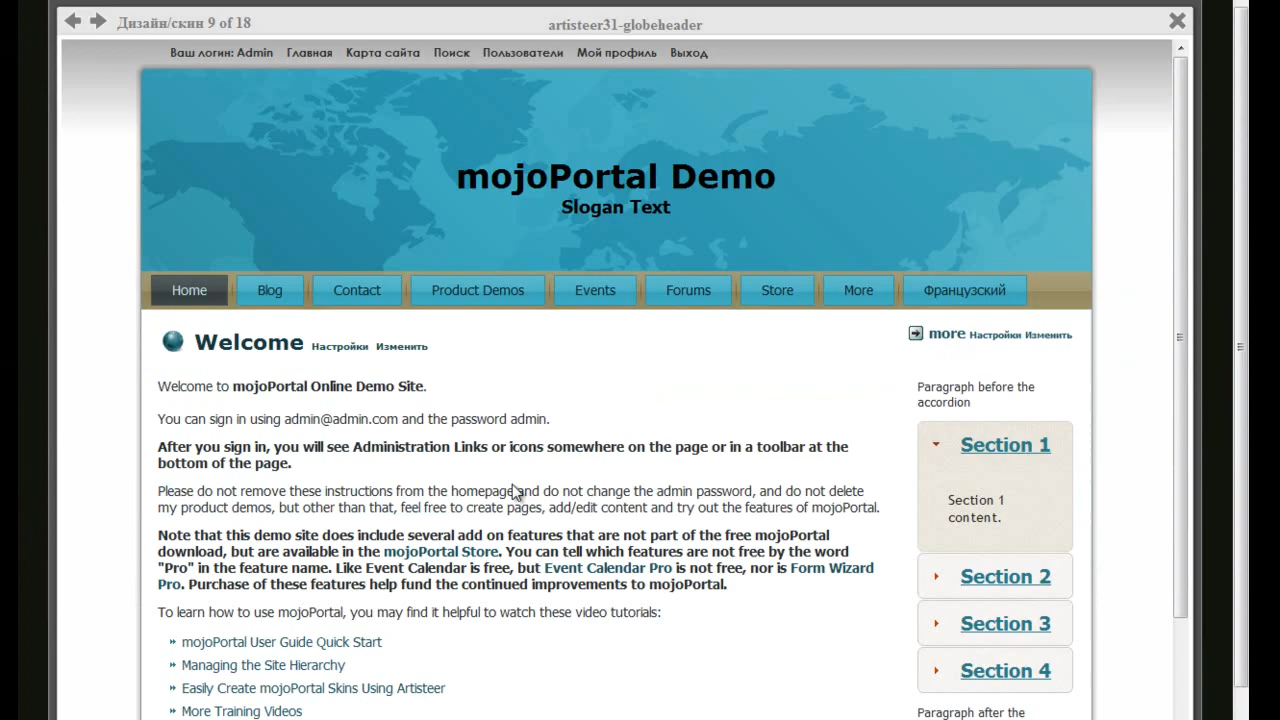 Дизайн/скин 9 of 18
artisteer31-globeheader
Ваш логин: Admin Главная Карта сайта Поиск Пользователи Мой профиль Выход
mojoPortal Demo
Slogan Text
Home Blog Contact Product Demos Events Forums Store More Французский
Welcome Настройки Изменить
Welcome to mojoPortal Online Demo Site.
You can sign in using admin@admin.com and the password admin.
After you sign in, you will see Administration Links or icons somewhere on the page or in a toolbar at the
bottom of the page.
Please do not remove these instructions from the homepage and do not change the admin password, and do not delete
my product demos, but other than that, feel free to create pages, add/edit content and try out the features of mojoPortal.
Note that this demo site does include several add on features that are not part of the free mojoPortal
download, but are available in the mojoPortal Store. You can tell which features are not free by the word
"Pro" in the feature name. Like Event Calendar is free, but Event Calendar Pro is not free, nor is Form Wizard
Pro. Purchase of these features help fund the continued improvements to mojoPortal.
To learn how to use mojoPortal, you may find it helpful to watch these video tutorials:
mojoPortal User Guide Quick Start
Managing the Site Hierarchy
Easily Create mojoPortal Skins Using Artisteer
More Training Videos
more Настройки Изменить
Paragraph before the
accordion
Section 1
Section 1
content.
Section 2
Section 3
Section 4
Paragraph after the